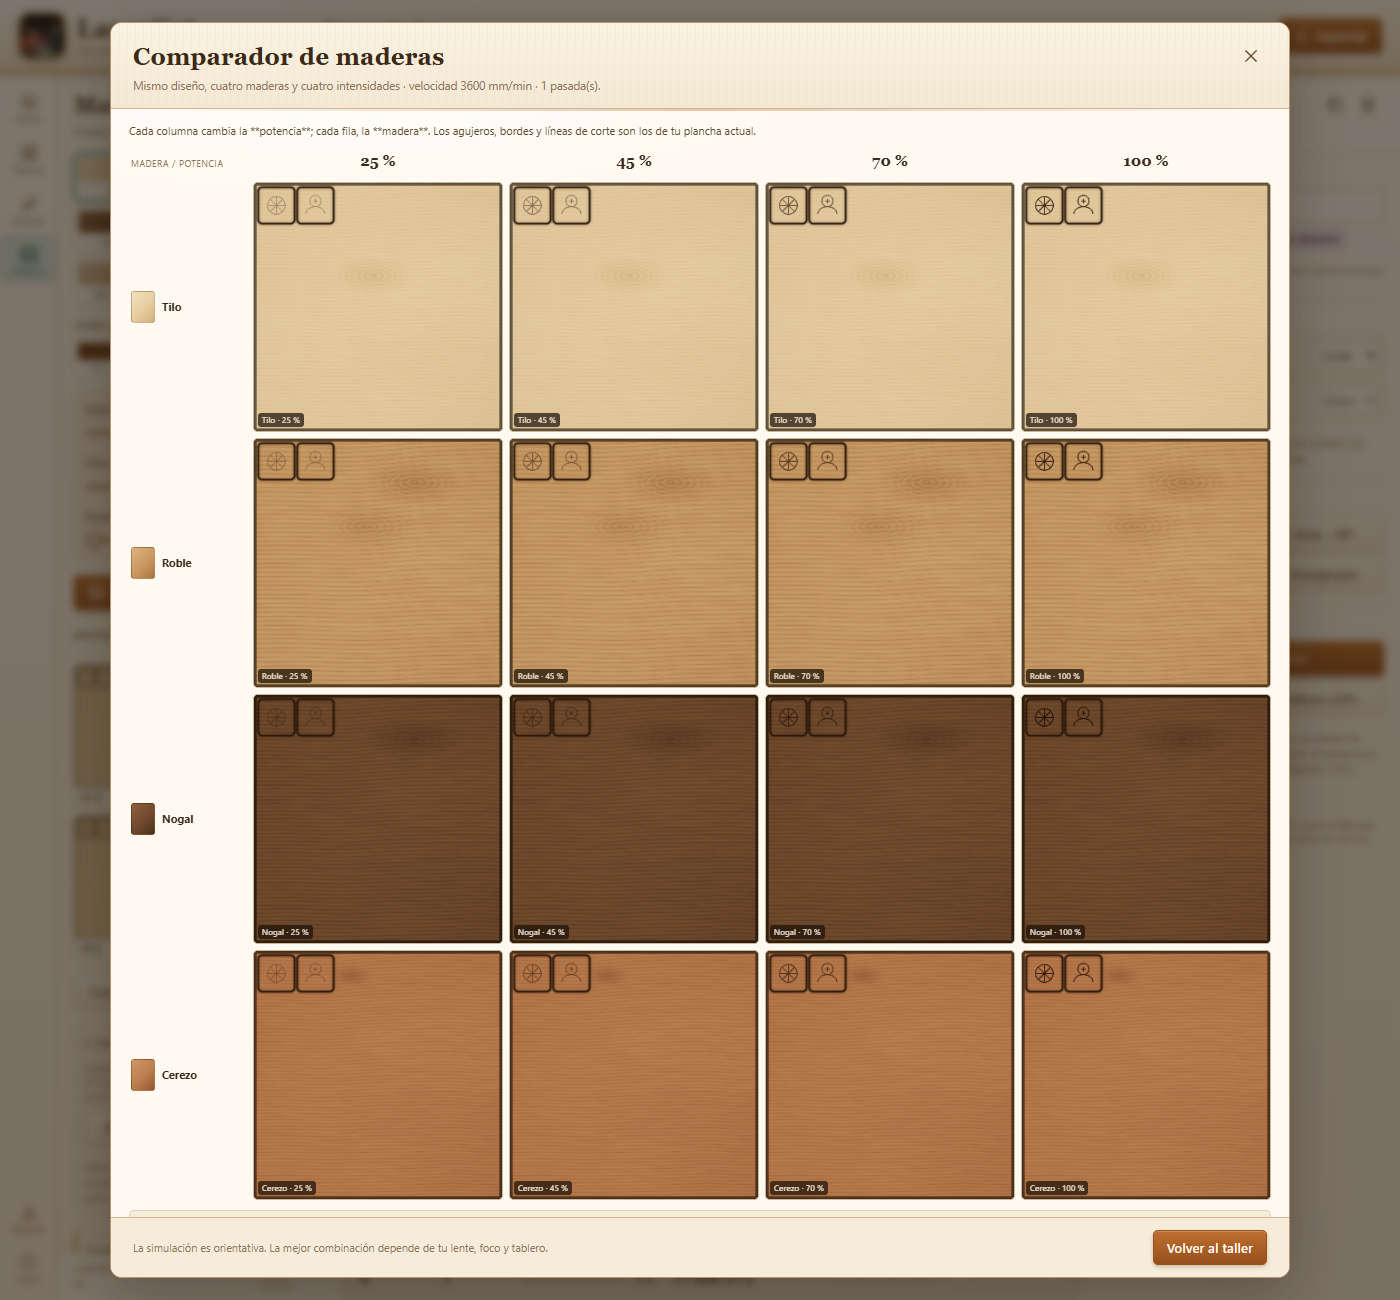 Comparador de maderas
Mismo diseño, cuatro maderas y cuatro intensidades · velocidad 3600 mm/min · 1 pasada(s).
Cada columna cambia la **potencia**; cada fila, la **madera**. Los agujeros, bordes y líneas de corte son los de tu plancha actual.
MADERA / POTENCIA 25 % 45 % 70 % 100 %
Tilo
Tilo · 25 % Tilo · 45 % Tilo · 70 % Tilo · 100 %
Roble
Roble · 25 % Roble · 45 % Roble · 70 % Roble · 100 %
Nogal
Nogal · 25 % Nogal · 45 % Nogal · 70 % Nogal · 100 %
Cerezo
Cerezo · 25 % Cerezo · 45 % Cerezo · 70 % Cerezo · 100 %
La simulación es orientativa. La mejor combinación depende de tu lente, foco y tablero.
Volver al taller